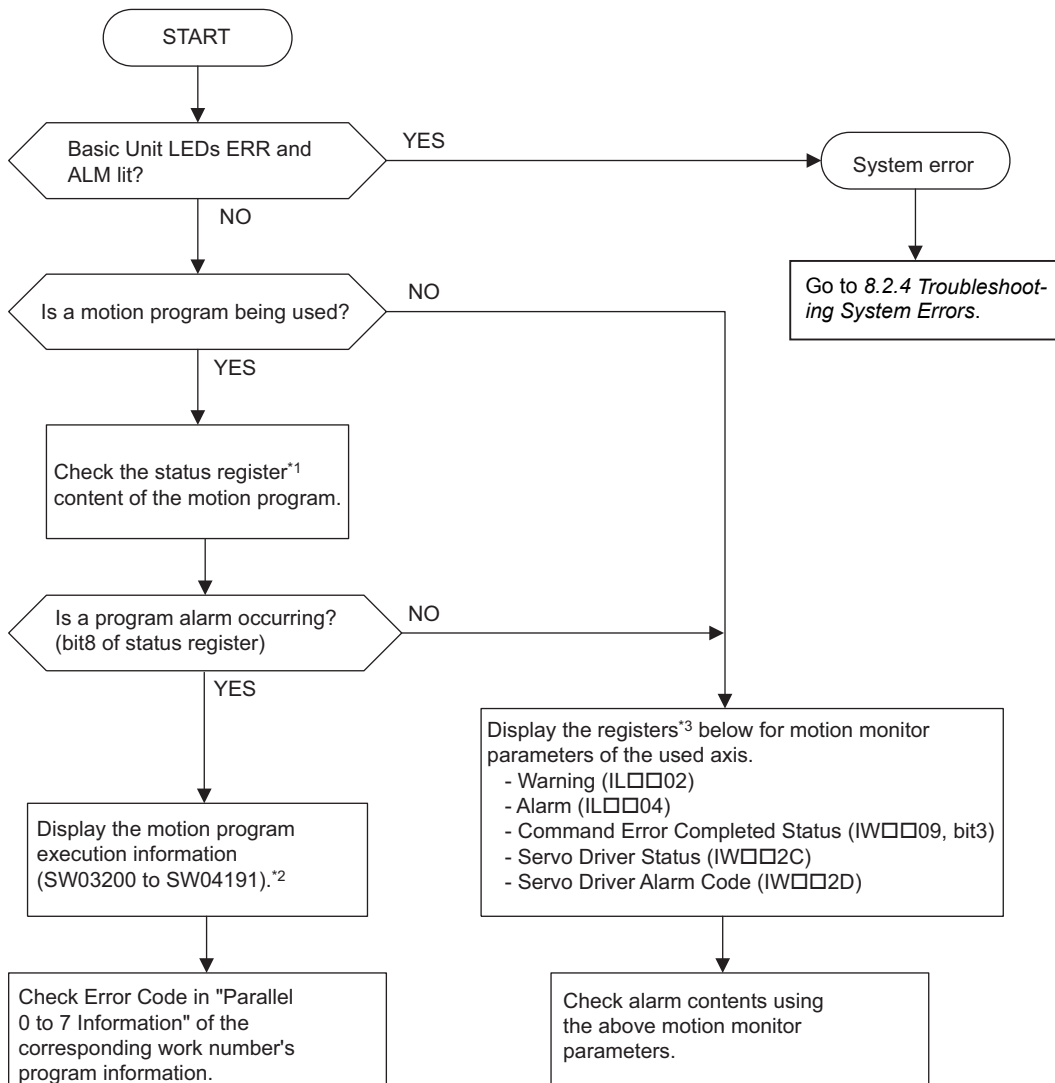 START
Basic Unit LEDs ERR and
ALM lit?
YES
System error
NO
Go to 8.2.4 Troubleshoot-
ing System Errors.
Is a motion program being used?
NO
YES
Check the status register*1
content of the motion program.
Is a program alarm occurring?
(bit8 of status register)
NO
YES
Display the registers*3 below for motion monitor
parameters of the used axis.
- Warning (IL□□02)
- Alarm (IL□□04)
- Command Error Completed Status (IW□□09, bit3)
- Servo Driver Status (IW□□2C)
- Servo Driver Alarm Code (IW□□2D)
Display the motion program
execution information
(SW03200 to SW04191).*2
Check Error Code in "Parallel
0 to 7 Information" of the
corresponding work number's
program information.
Check alarm contents using
the above motion monitor
parameters.